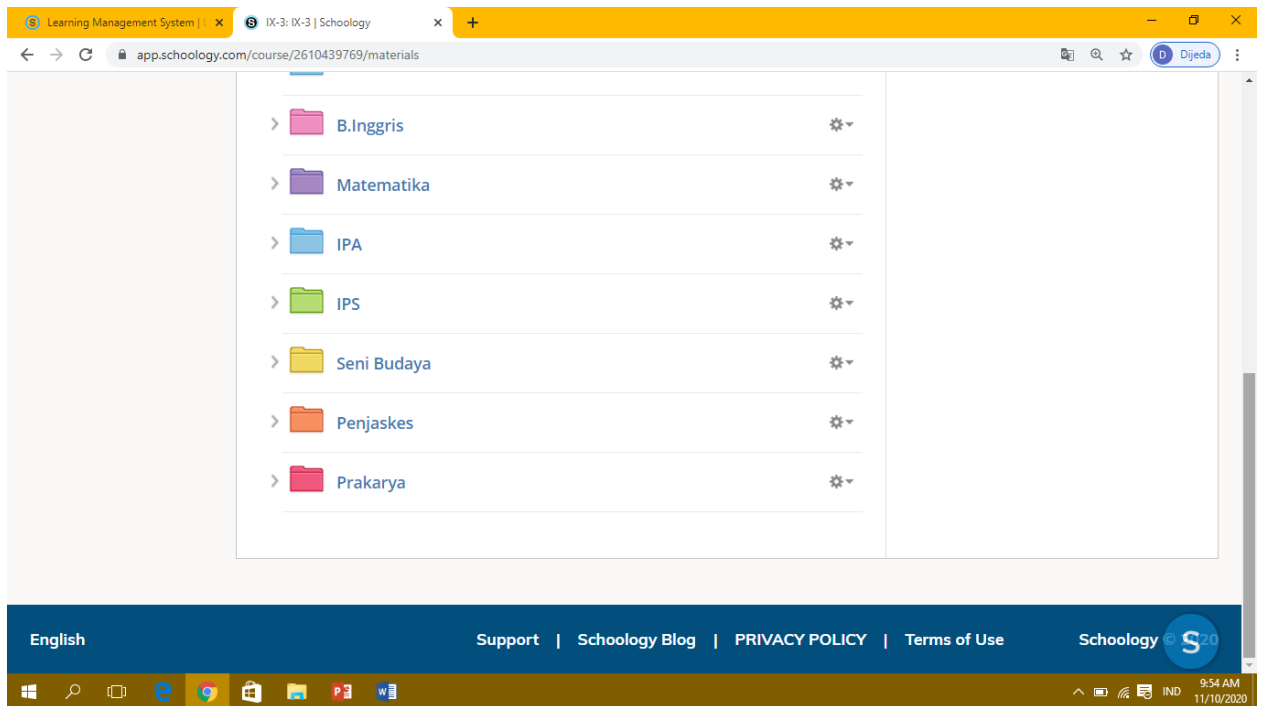 Learning Management System | L
IX-3: IX-3 | Schoology
app.schoology.com/course/2610439769/materials
Dijeda
B.Inggris
Matematika
IPA
IPS
Seni Budaya
Penjaskes
Prakarya
English
Support | Schoology Blog | PRIVACY POLICY | Terms of Use
Schoology © 2020
IND
9:54 AM
11/10/2020